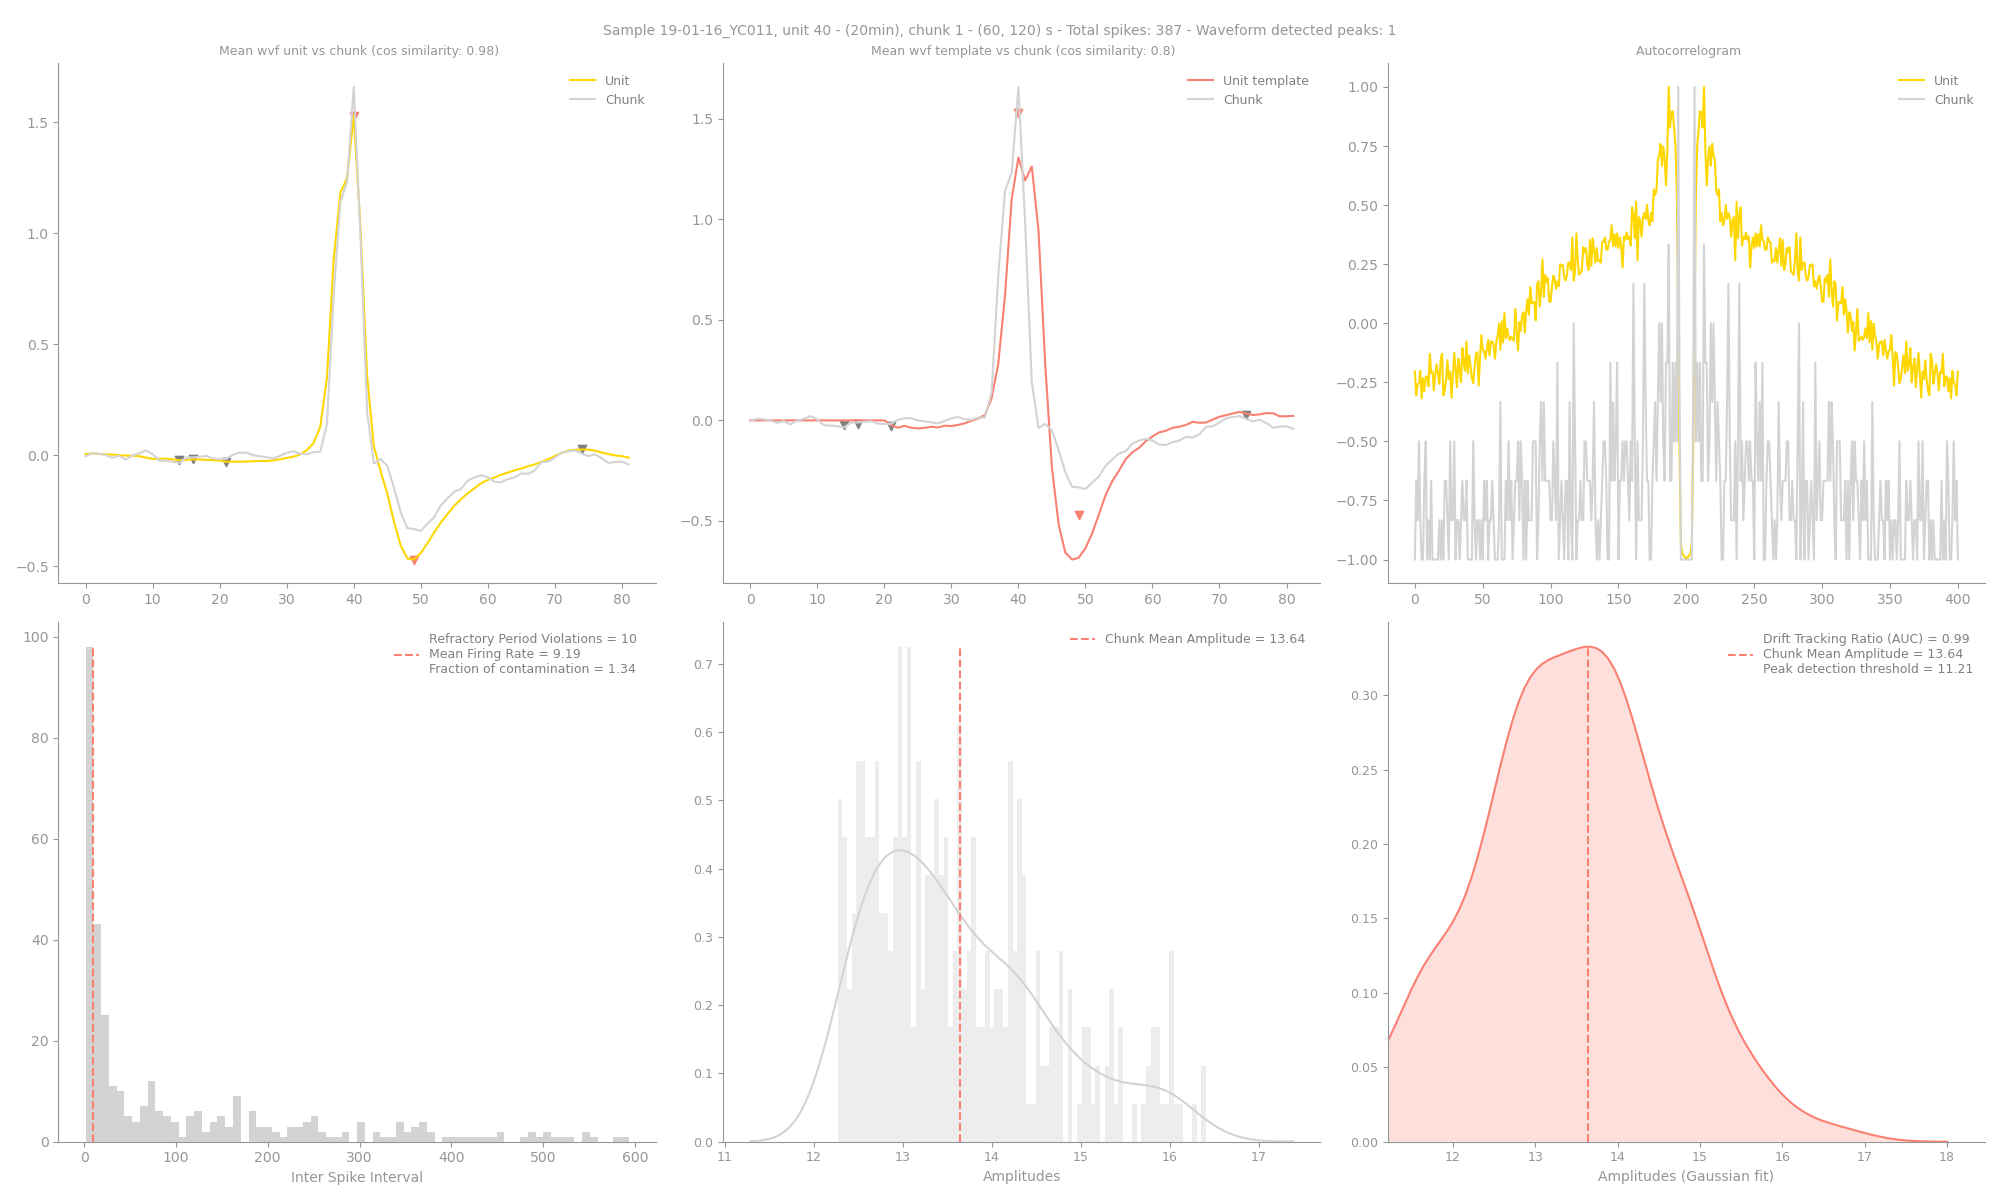 Sample 19-01-16_YC011, unit 40 - (20min), chunk 1 - (60, 120) s - Total spikes: 387 - Waveform detected peaks: 1
Mean wvf unit vs chunk (cos similarity: 0.98)
Unit
Chunk
1.5
1.0
0.5
0.0
−0.5
0 10 20 30 40 50 60 70 80
Mean wvf template vs chunk (cos similarity: 0.8)
Unit template
Chunk
1.5
1.0
0.5
0.0
−0.5
0 10 20 30 40 50 60 70 80
Autocorrelogram
Unit
Chunk
1.00
0.75
0.50
0.25
0.00
−0.25
−0.50
−0.75
−1.00
0 50 100 150 200 250 300 350 400
Refractory Period Violations = 10
Mean Firing Rate = 9.19
Fraction of contamination = 1.34
100
80
60
40
20
0
0 100 200 300 400 500 600
Inter Spike Interval
Chunk Mean Amplitude = 13.64
0.7
0.6
0.5
0.4
0.3
0.2
0.1
0.0
11 12 13 14 15 16 17
Amplitudes
Drift Tracking Ratio (AUC) = 0.99
Chunk Mean Amplitude = 13.64
Peak detection threshold = 11.21
0.30
0.25
0.20
0.15
0.10
0.05
0.00
12 13 14 15 16 17 18
Amplitudes (Gaussian fit)